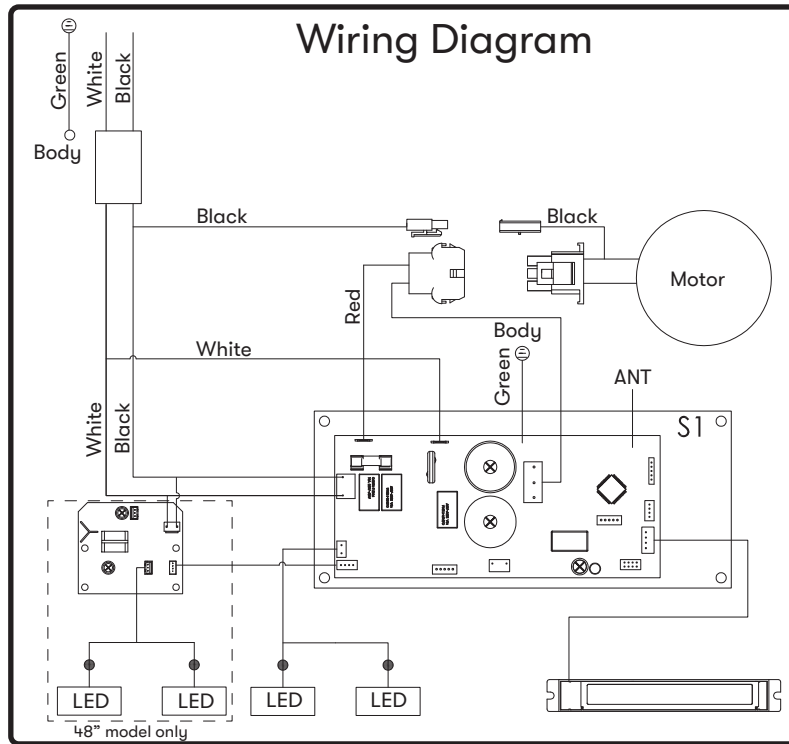 Wiring Diagram
Green
White
Black
Body
Black
Black
Motor
Red
White
Body
Green
ANT
S1
White
Black
LED
LED
LED
LED
48" model only